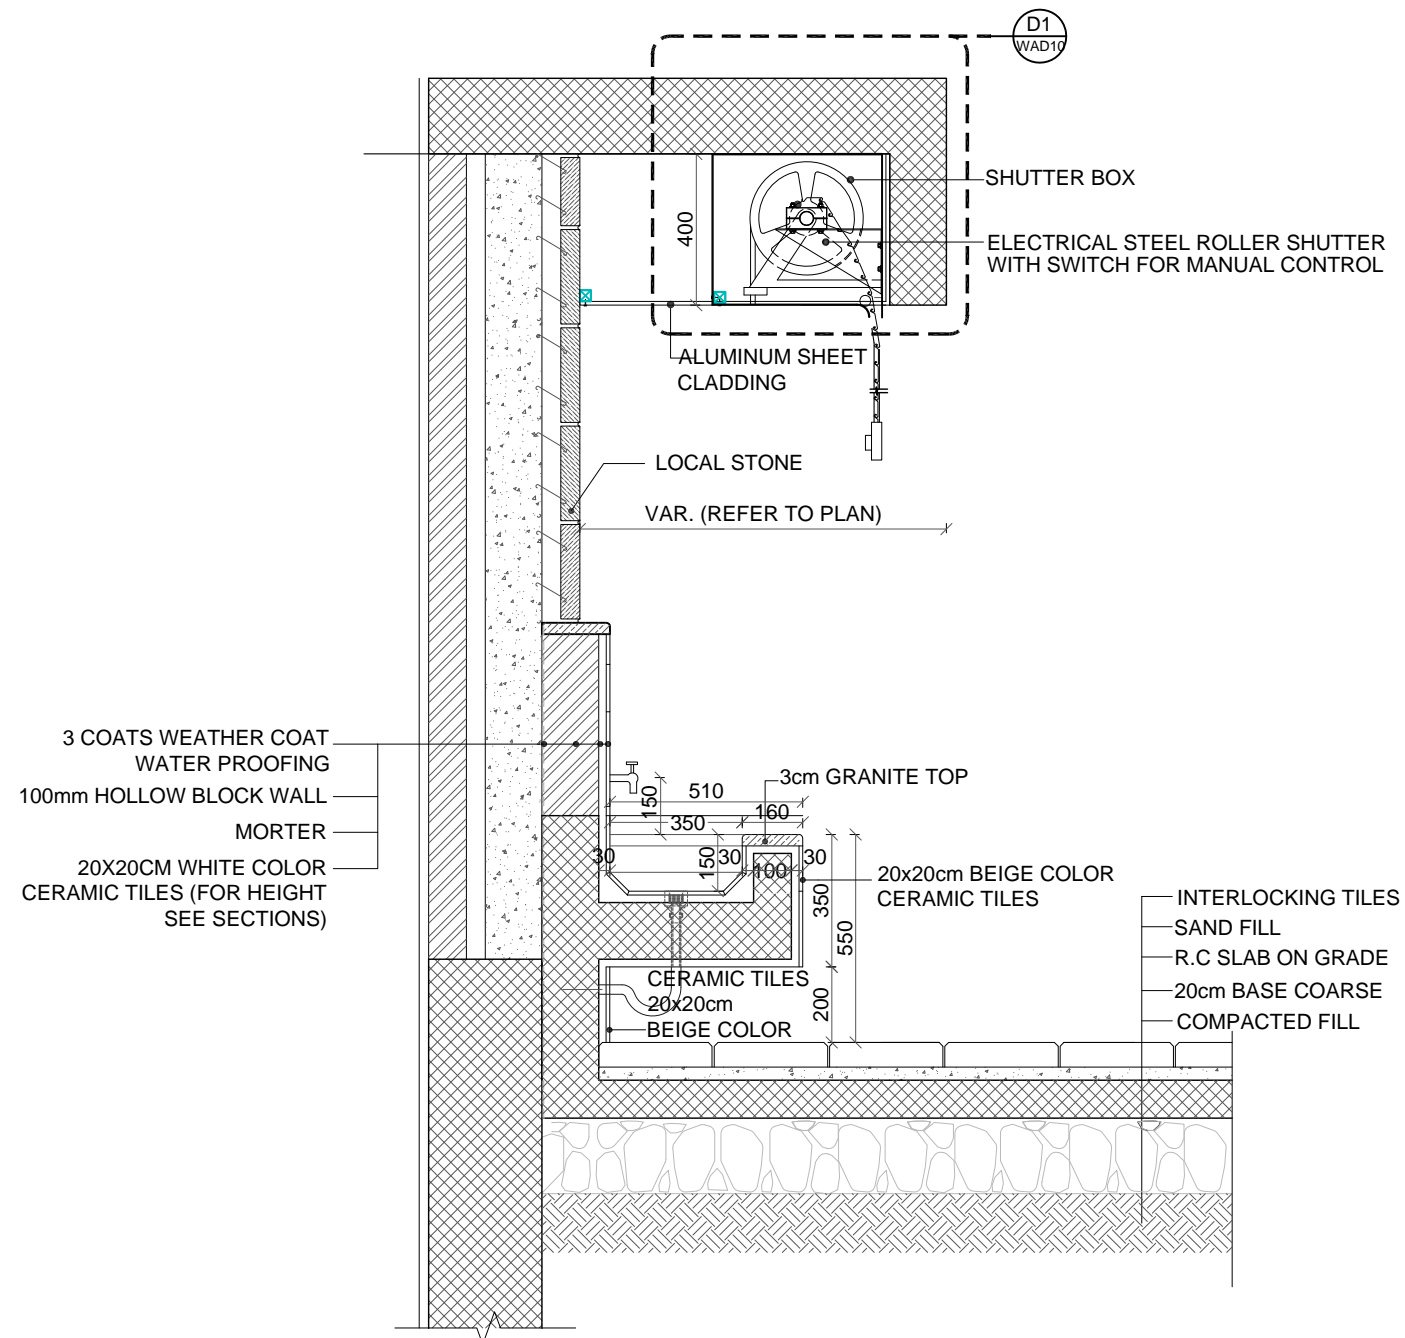 D1
WAD10
SHUTTER BOX
400
ELECTRICAL STEEL ROLLER SHUTTER
WITH SWITCH FOR MANUAL CONTROL
ALUMINUM SHEET
CLADDING
LOCAL STONE
VAR. (REFER TO PLAN)
3 COATS WEATHER COAT
WATER PROOFING
100mm HOLLOW BLOCK WALL
MORTER
20X20CM WHITE COLOR
CERAMIC TILES (FOR HEIGHT
SEE SECTIONS)
3cm GRANITE TOP
510
150
350
160
30
150
30
100
30
20x20cm BEIGE COLOR
CERAMIC TILES
350
550
200
CERAMIC TILES
20x20cm
BEIGE COLOR
INTERLOCKING TILES
SAND FILL
R.C SLAB ON GRADE
20cm BASE COARSE
COMPACTED FILL